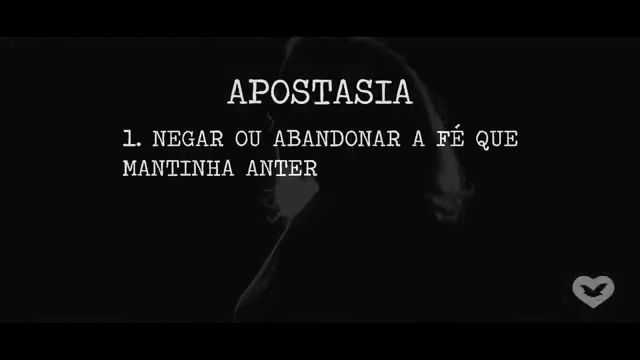 APOSTASIA
1. NEGAR OU ABANDONAR A FÉ QUE
MANTINHA ANTER